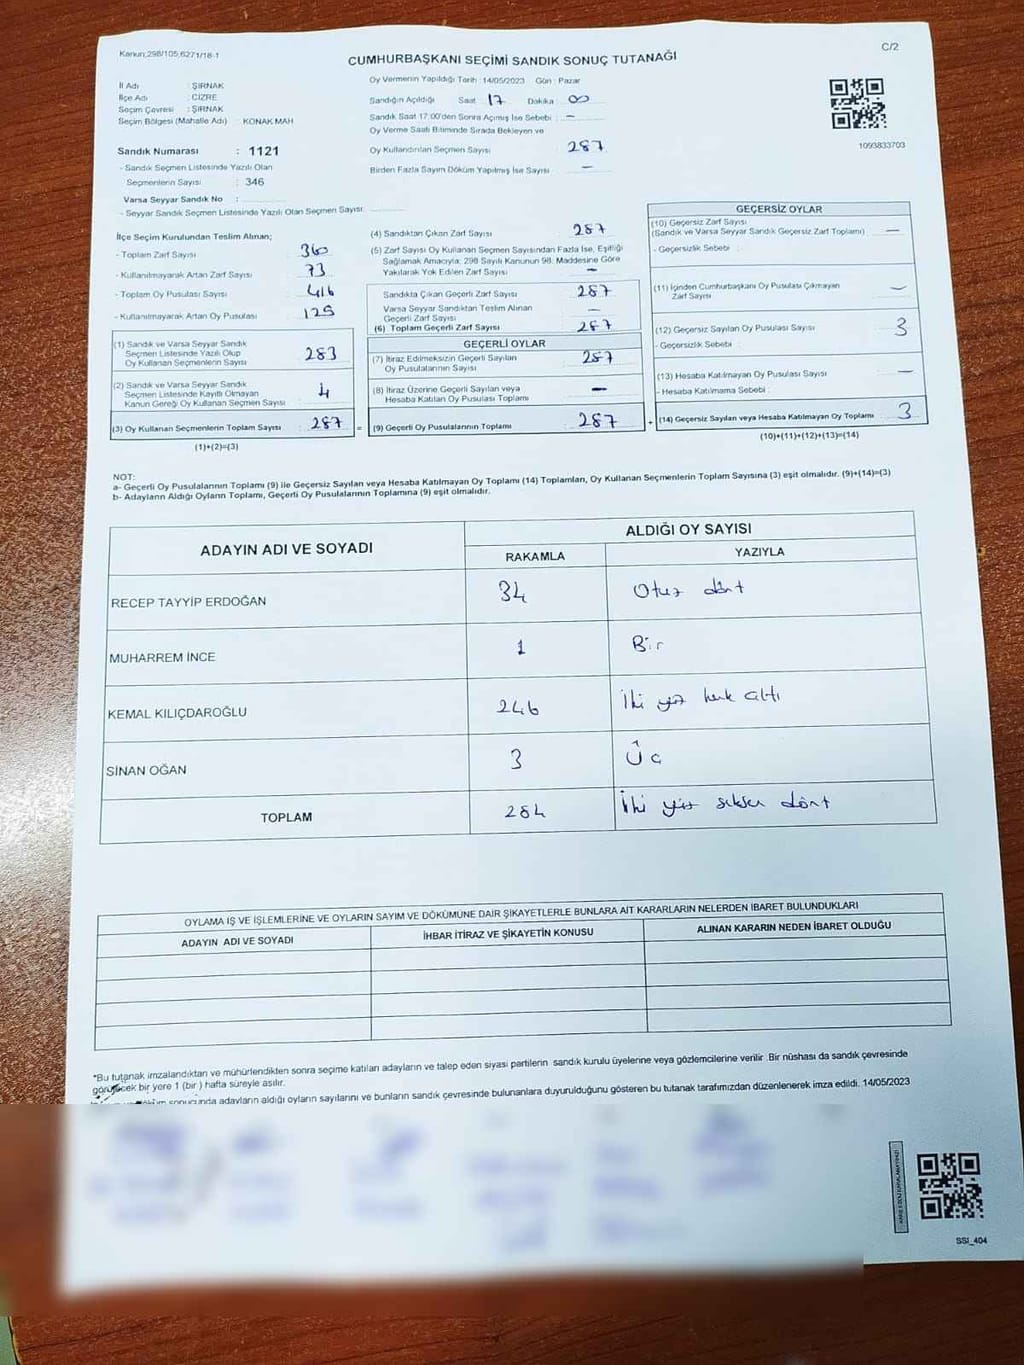 Kanun;298/105,6271/18-1
C/2
CUMHURBAŞKANI SEÇİMİ SANDIK SONUÇ TUTANAĞI
İl Adı : ŞIRNAK
İlçe Adı : CİZRE
Seçim Çevresi : ŞIRNAK
Seçim Bölgesi (Mahalle Adı) : KONAK MAH
Oy Vermenin Yapıldığı Tarih : 14/05/2023 Gün : Pazar
Sandığın Açıldığı Saat : 17 Dakika : 00
Sandık Saat 17:00'den Sonra Açımış İse Sebebi : —
Oy Verme Saati Bitiminde Sırada Bekleyen ve
Oy Kullandırılan Seçmen Sayısı : 287
Birden Fazla Sayım Döküm Yapılmış İse Sayısı —
1093833703
Sandık Numarası : 1121
- Sandık Seçmen Listesinde Yazılı Olan
Seçmenlerin Sayısı : 346
Varsa Seyyar Sandık No :
- Seyyar Sandık Seçmen Listesinde Yazılı Olan Seçmen Sayısı:
İlçe Seçim Kurulundan Teslim Alınan;
- Toplam Zarf Sayısı : 360
- Kullanılmayarak Artan Zarf Sayısı : 73
- Toplam Oy Pusulası Sayısı : 416
- Kullanılmayarak Artan Oy Pusulası : 129
(1) Sandık ve Varsa Seyyar Sandık
Seçmen Listesinde Yazılı Olup
Oy Kullanan Seçmenlerin Sayısı : 283
(2) Sandık ve Varsa Seyyar Sandık
Seçmen Listesinde Kayıtlı Olmayan
Kanun Gereği Oy Kullanan Seçmen Sayısı : 4
(3) Oy Kullanan Seçmenlerin Toplam Sayısı : 287 =
(1)+(2)=(3)
(4) Sandıktan Çıkan Zarf Sayısı : 287
(5) Zarf Sayısı Oy Kullanan Seçmen Sayısından Fazla İse, Eşitliği
Sağlamak Amacıyla; 298 Sayılı Kanunun 98. Maddesine Göre
Yakılarak Yok Edilen Zarf Sayısı : —
Sandıkta Çıkan Geçerli Zarf Sayısı : 287
Varsa Seyyar Sandıktan Teslim Alınan
Geçerli Zarf Sayısı : —
(6) Toplam Geçerli Zarf Sayısı : 287
GEÇERLİ OYLAR
(7) İtiraz Edilmeksizin Geçerli Sayılan
Oy Pusulalarının Sayısı : 287
(8) İtiraz Üzerine Geçerli Sayılan veya
Hesaba Katılan Oy Pusulası Toplamı : —
(9) Geçerli Oy Pusulalarının Toplamı : 287 +
GEÇERSİZ OYLAR
(10) Geçersiz Zarf Sayısı
(Sandık ve Varsa Seyyar Sandık Geçersiz Zarf Toplamı) —
- Geçersizlik Sebebi :
(11) İçinden Cumhurbaşkanı Oy Pusulası Çıkmayan
Zarf Sayısı : —
(12) Geçersiz Sayılan Oy Pusulası Sayısı : 3
- Geçersizlik Sebebi :
(13) Hesaba Katılmayan Oy Pusulası Sayısı : —
- Hesaba Katılmama Sebebi :
(14) Geçersiz Sayılan veya Hesaba Katılmayan Oy Toplamı : 3
(10)+(11)+(12)+(13)=(14)
NOT:
a- Geçerli Oy Pusulalarının Toplamı (9) ile Geçersiz Sayılan veya Hesaba Katılmayan Oy Toplamı (14) Toplamları, Oy Kullanan Seçmenlerin Toplam Sayısına (3) eşit olmalıdır. (9)+(14)=(3)
b- Adayların Aldığı Oyların Toplamı, Geçerli Oy Pusulalarının Toplamına (9) eşit olmalıdır.
ADAYIN ADI VE SOYADI ALDIĞI OY SAYISI
RAKAMLA YAZIYLA
RECEP TAYYİP ERDOĞAN 34 Otuz dört
MUHARREM İNCE 1 Bir
KEMAL KILIÇDAROĞLU 246 İki yüz kırk altı
SİNAN OĞAN 3 Üç
TOPLAM 284 İki yüz seksen dört
OYLAMA İŞ VE İŞLEMLERİNE VE OYLARIN SAYIM VE DÖKÜMÜNE DAİR ŞİKAYETLERLE BUNLARA AİT KARARLARIN NELERDEN İBARET BULUNDUKLARI
ADAYIN ADI VE SOYADI İHBAR İTİRAZ VE ŞİKAYETİN KONUSU ALINAN KARARIN NEDEN İBARET OLDUĞU
*Bu tutanak imzalandıktan ve mühürlendikten sonra seçime katılan adayların ve talep eden siyasi partilerin sandık kurulu üyelerine veya gözlemcilerine verilir .Bir nüshası da sandık çevresinde
görülecek bir yere 1 (bir ) hafta süreyle asılır.
sonucunda adayların aldığı oyların sayılarını ve bunların sandık çevresinde bulunanlara duyurulduğunu gösteren bu tutanak tarafımızdan düzenlenerek imza edildi. 14/05/2023
SSI_404